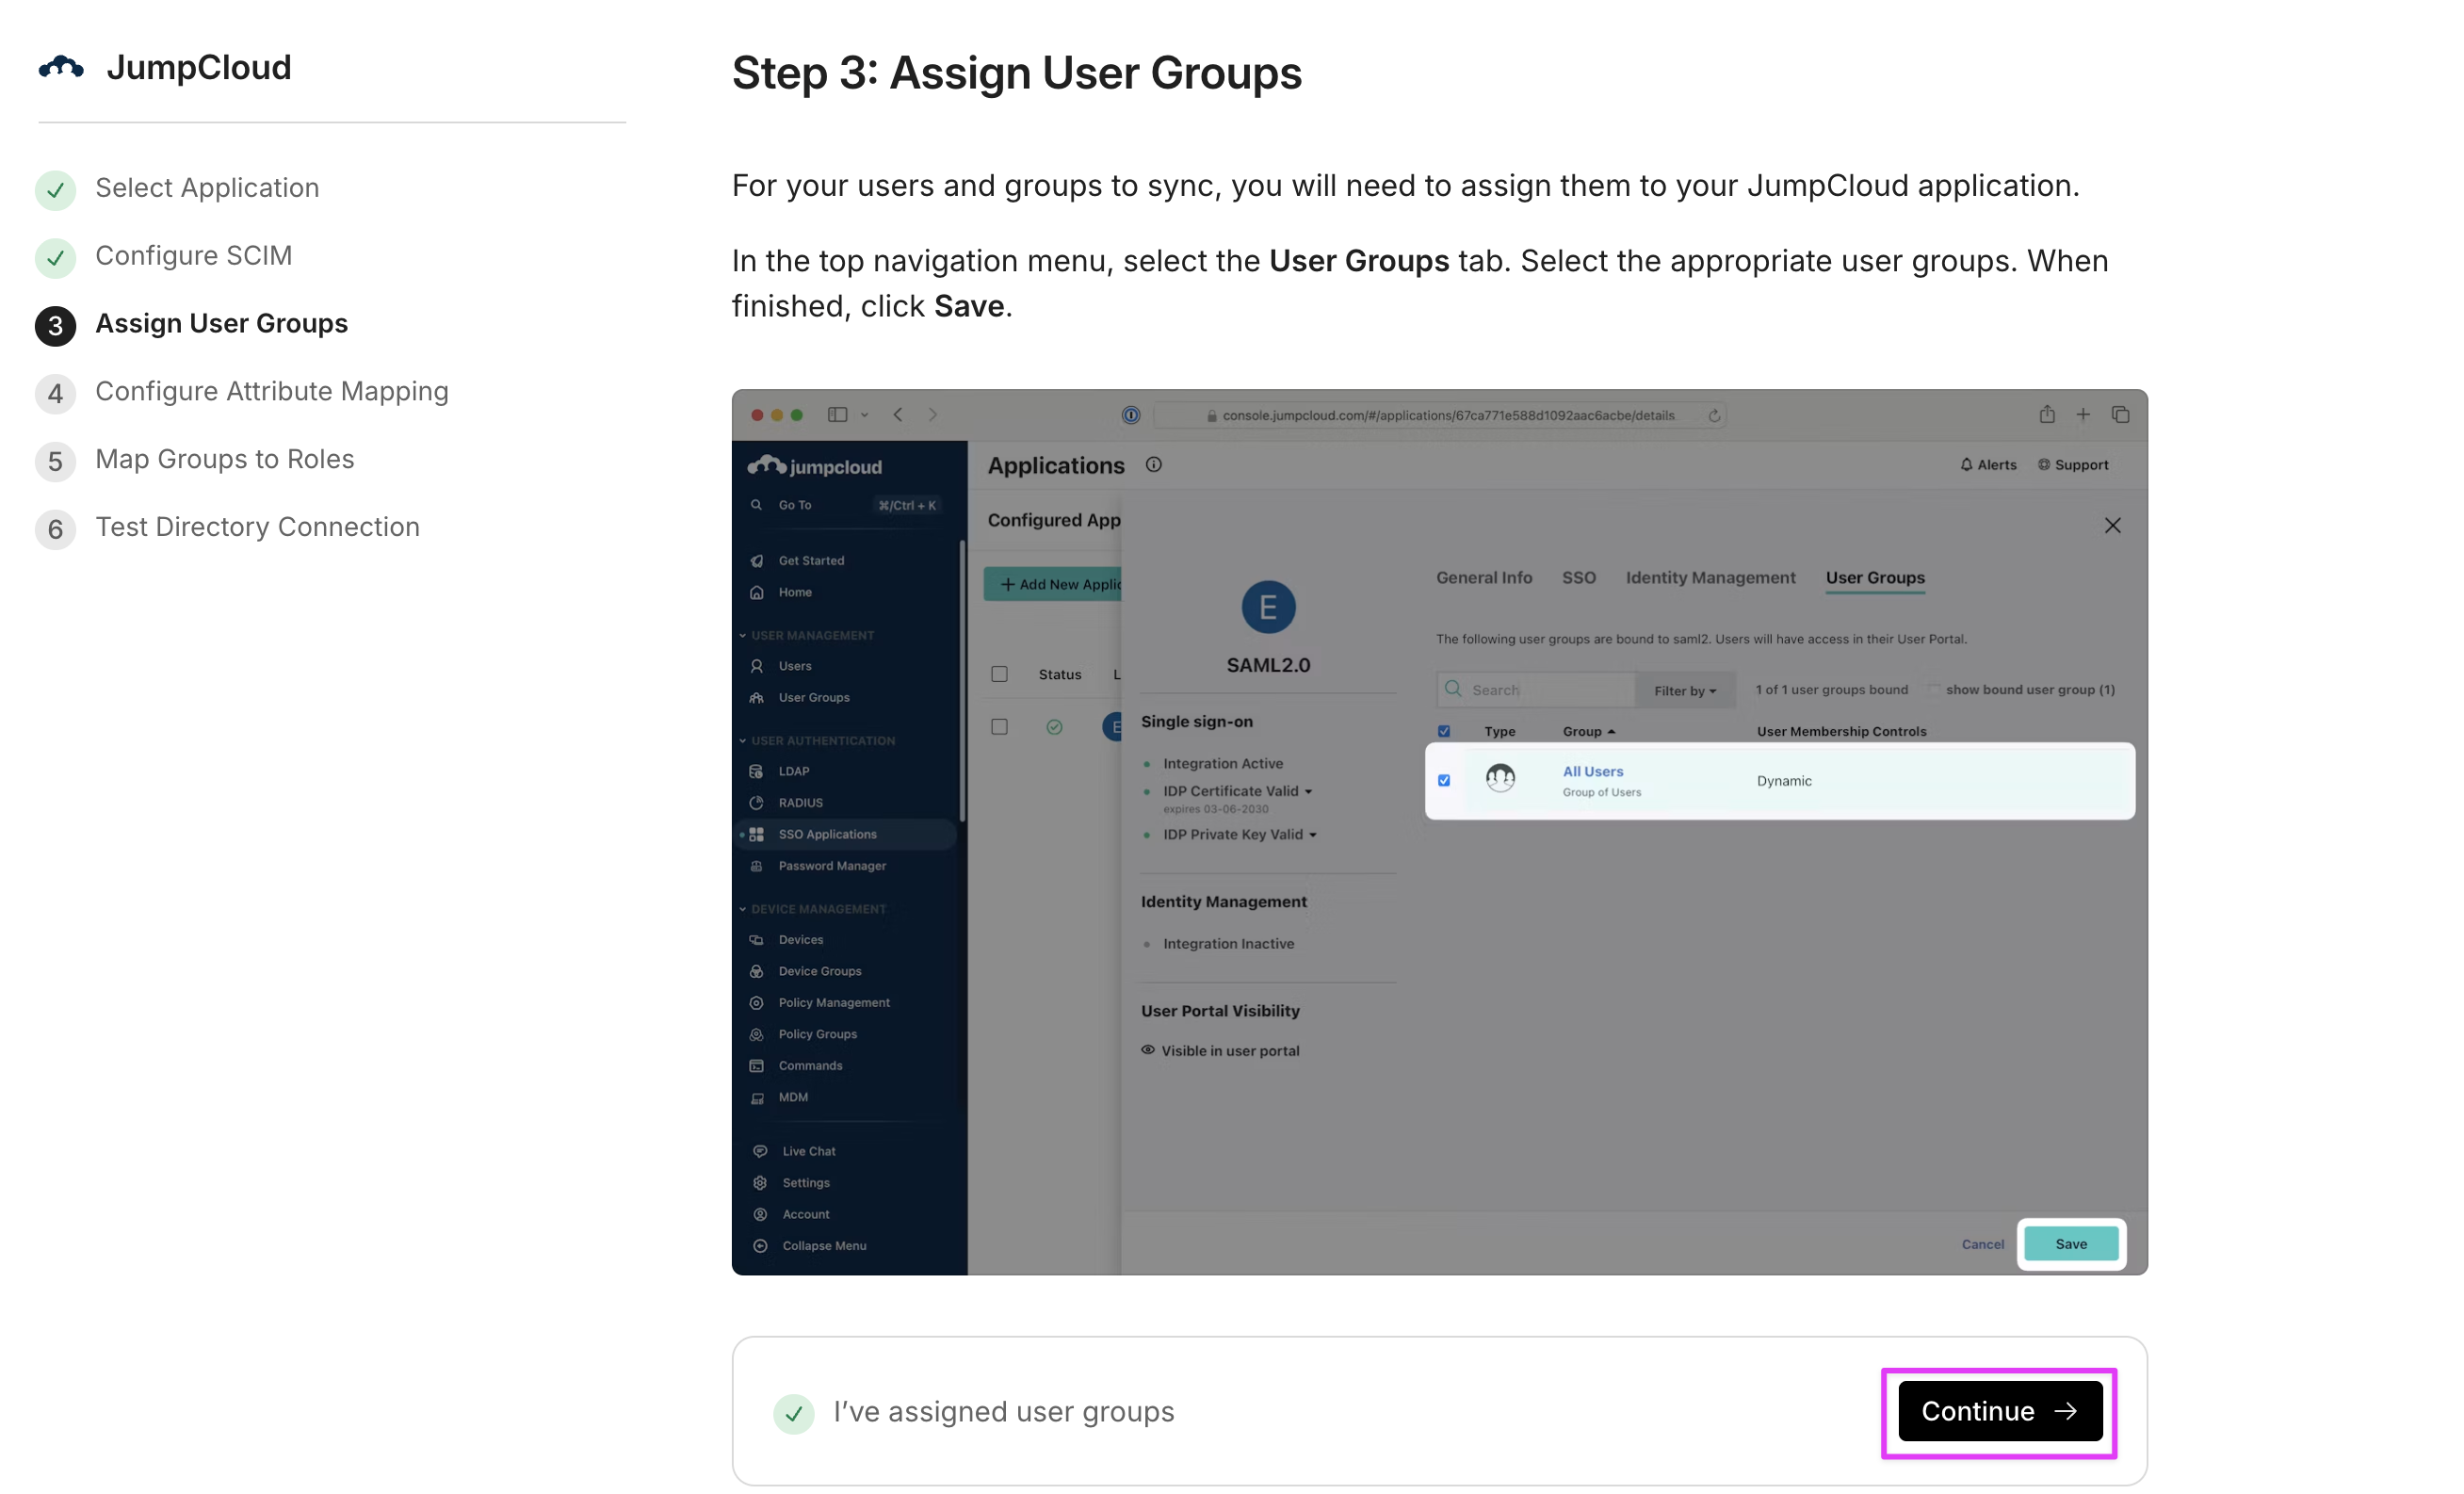 JumpCloud
Select Application
Configure SCIM
3 Assign User Groups
4 Configure Attribute Mapping
5 Map Groups to Roles
6 Test Directory Connection
Step 3: Assign User Groups
For your users and groups to sync, you will need to assign them to your JumpCloud application.
In the top navigation menu, select the User Groups tab. Select the appropriate user groups. When
finished, click Save.
console.jumpcloud.com/#/applications/67ca771e588d1092aac6acbe/details
jumpcloud
Go To ⌘/Ctrl + K
Get Started
Home
USER MANAGEMENT
Users
User Groups
USER AUTHENTICATION
LDAP
RADIUS
SSO Applications
Password Manager
DEVICE MANAGEMENT
Devices
Device Groups
Policy Management
Policy Groups
Commands
MDM
Live Chat
Settings
Account
Collapse Menu
Applications
Alerts Support
Configured App
+ Add New Applic
Status L
E
E
SAML2.0
Single sign-on
Integration Active
IDP Certificate Valid
expires 03-06-2030
IDP Private Key Valid
Identity Management
Integration Inactive
User Portal Visibility
Visible in user portal
General Info SSO Identity Management User Groups
The following user groups are bound to saml2. Users will have access in their User Portal.
Search Filter by 1 of 1 user groups bound show bound user group (1)
Type Group User Membership Controls
All Users Dynamic
Group of Users
Cancel Save
I’ve assigned user groups
Continue →